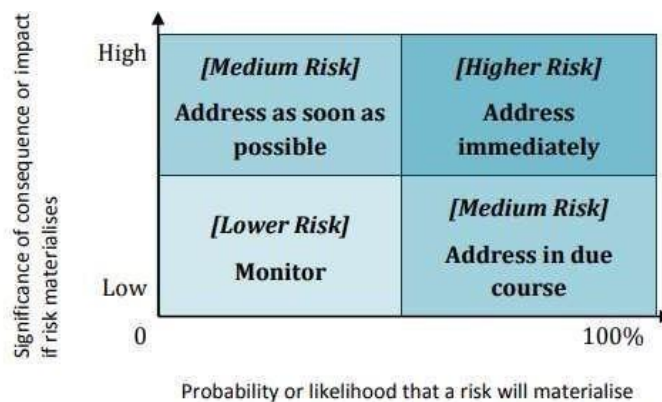 Significance of consequence or impact
if risk materialises
High
[Medium Risk]
Address as soon as
possible
[Higher Risk]
Address
immediately
[Lower Risk]
Monitor
[Medium Risk]
Address in due
course
Low
0
100%
Probability or likelihood that a risk will materialise